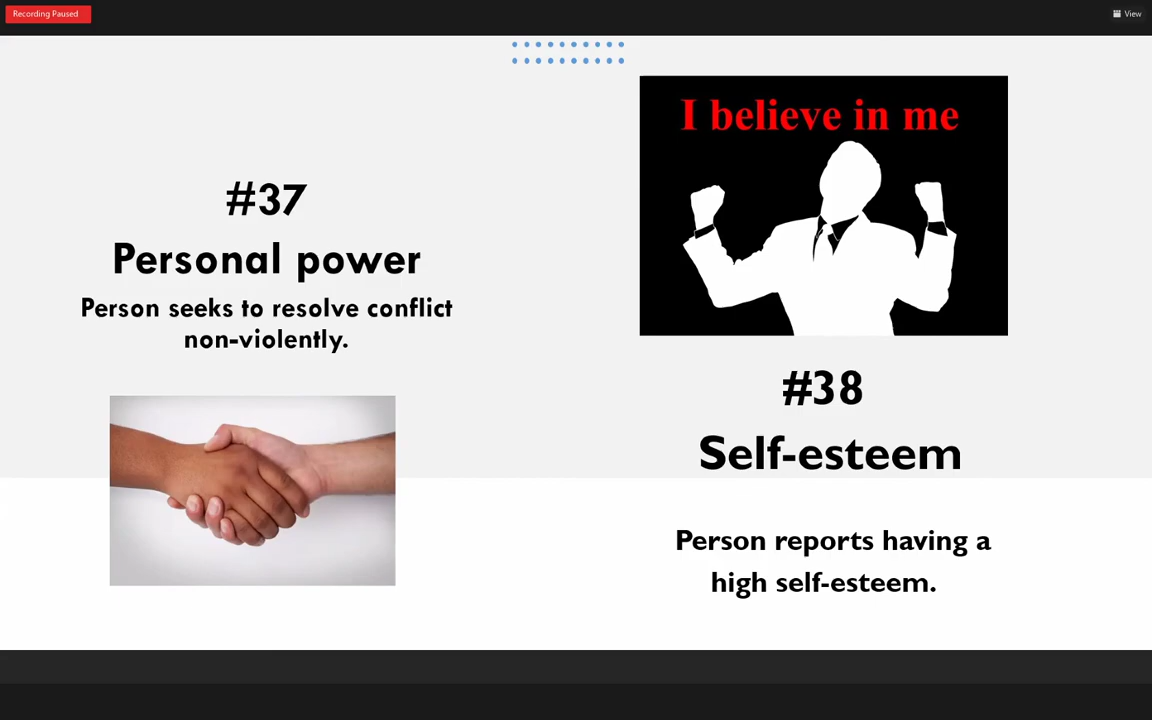 Recording Paused
View
#37
Personal power
Person seeks to resolve conflict
non-violently.
I believe in me
#38
Self-esteem
Person reports having a
high self-esteem.